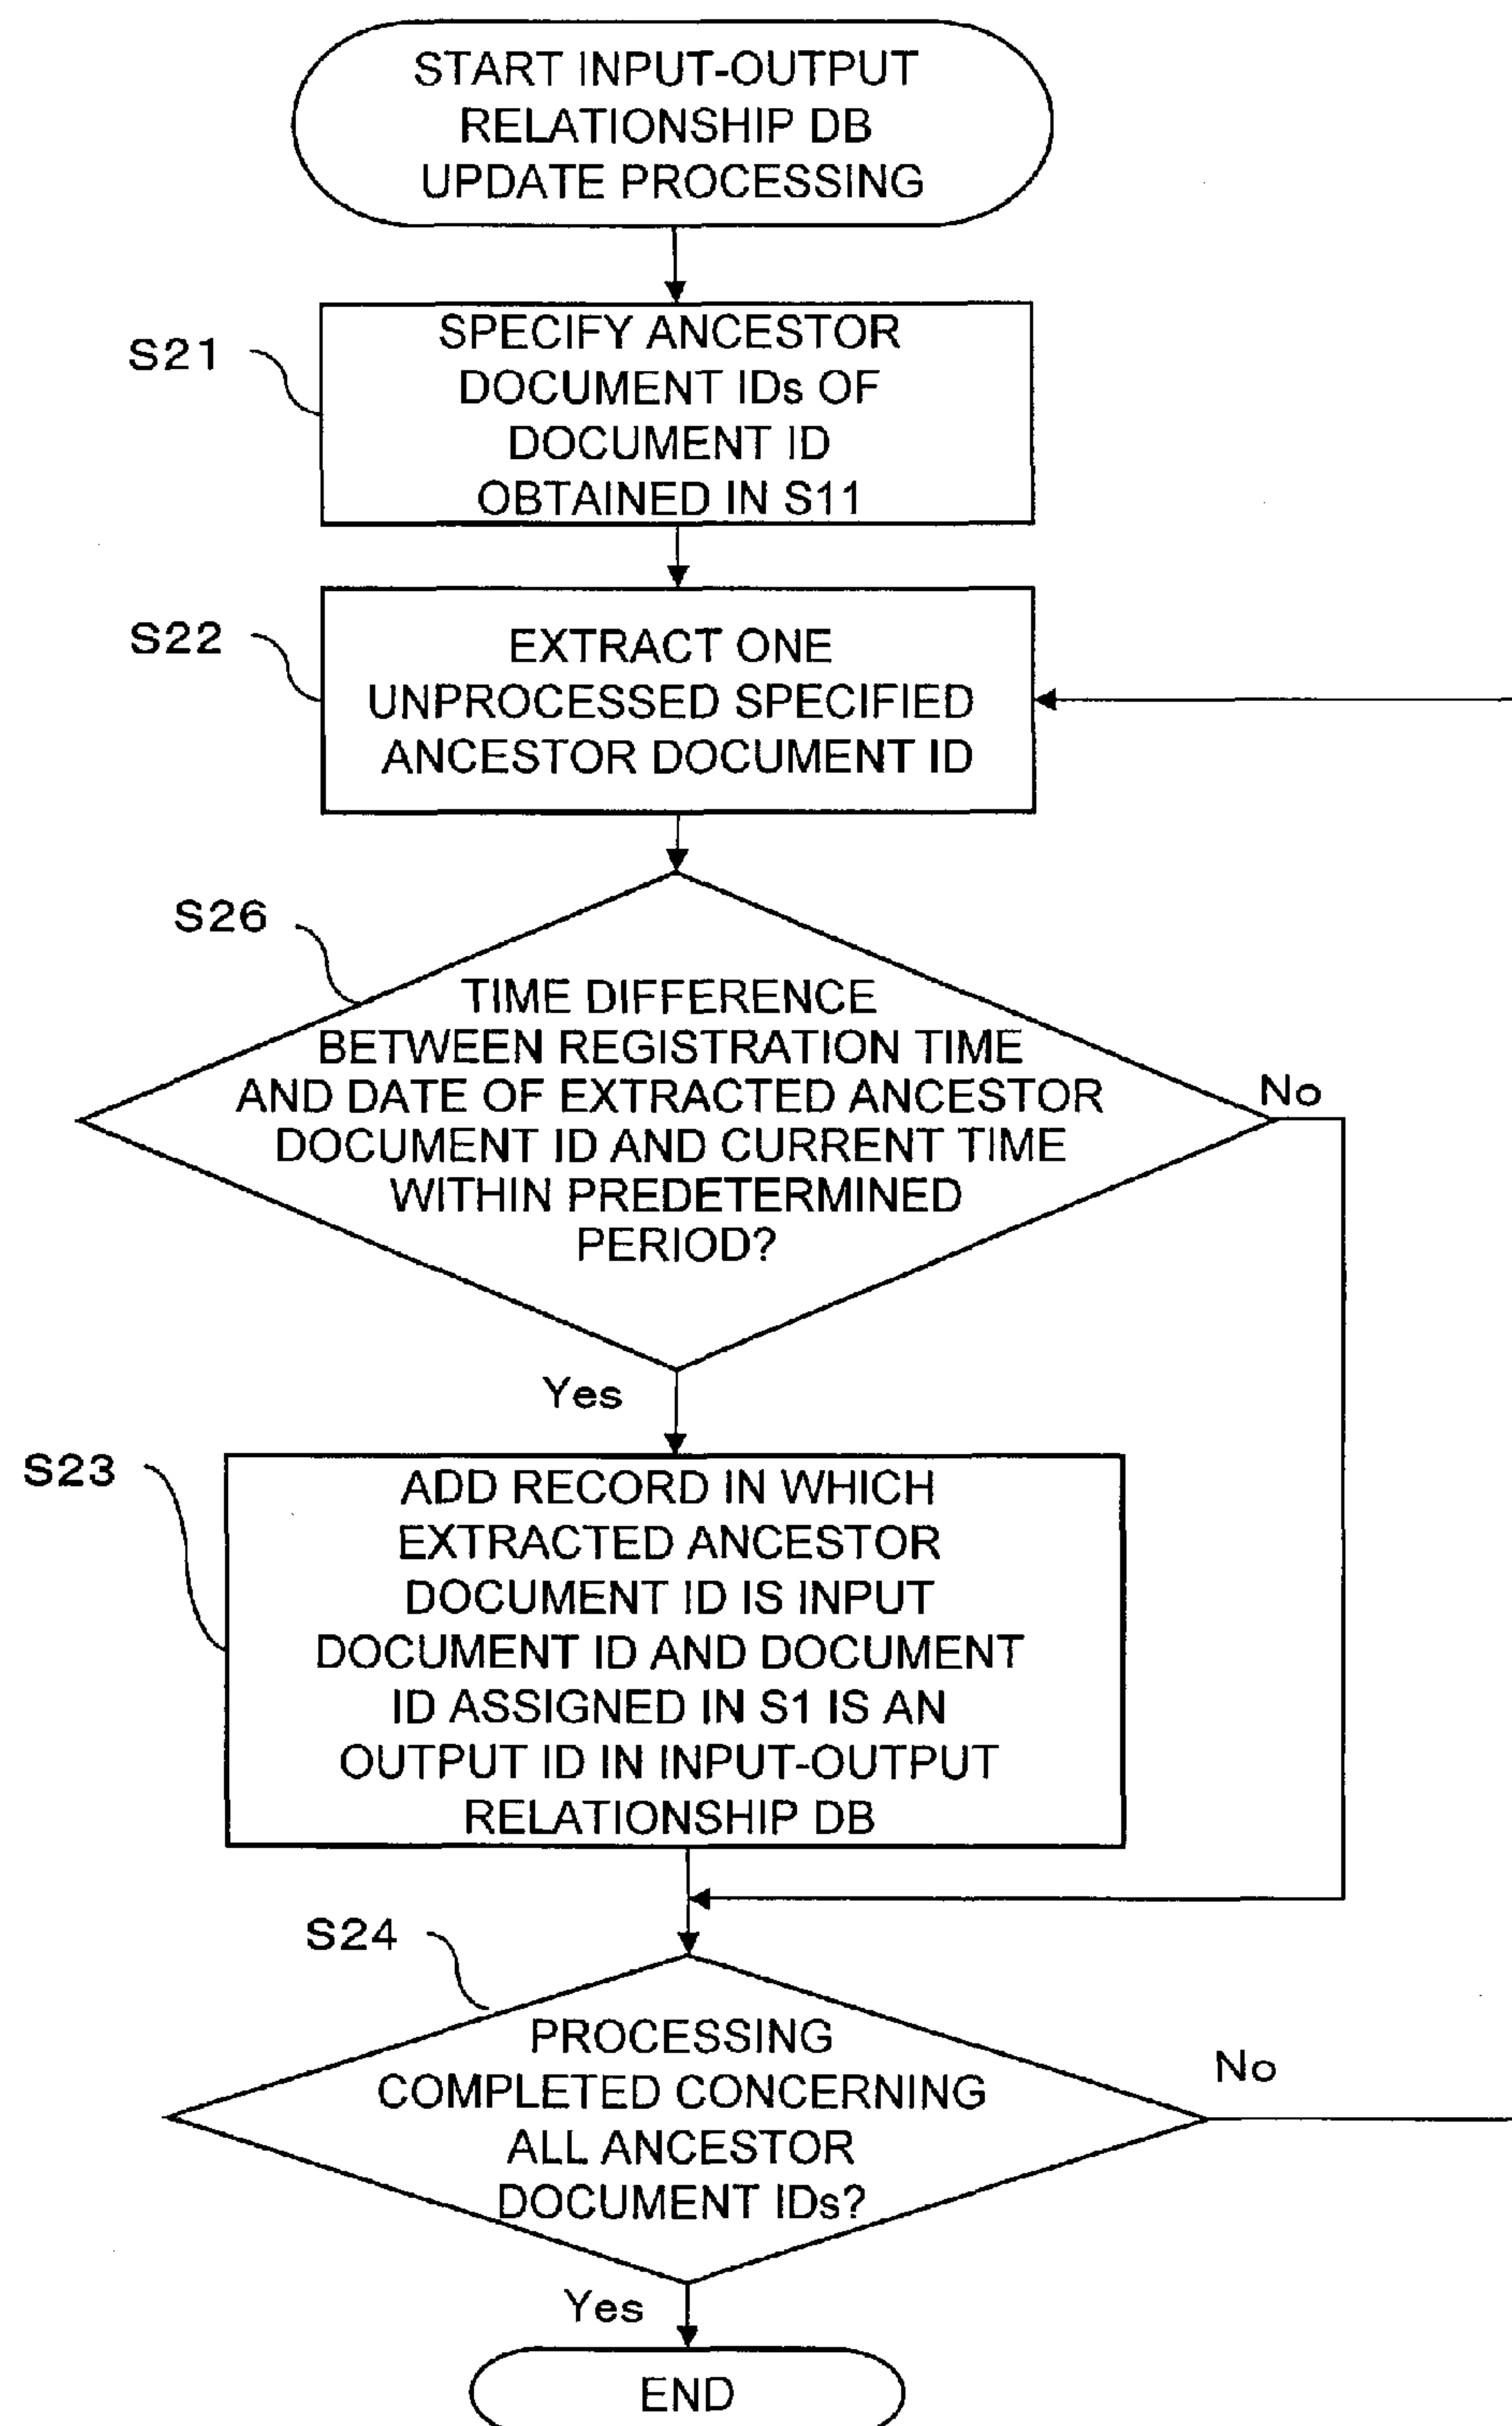 START INPUT-OUTPUT
RELATIONSHIP DB
UPDATE PROCESSING
S21
SPECIFY ANCESTOR
DOCUMENT IDs OF
DOCUMENT ID
OBTAINED IN S11
S22
EXTRACT ONE
UNPROCESSED SPECIFIED
ANCESTOR DOCUMENT ID
S26
TIME DIFFERENCE
BETWEEN REGISTRATION TIME
AND DATE OF EXTRACTED ANCESTOR
DOCUMENT ID AND CURRENT TIME
WITHIN PREDETERMINED
PERIOD?
No
Yes
S23
ADD RECORD IN WHICH
EXTRACTED ANCESTOR
DOCUMENT ID IS INPUT
DOCUMENT ID AND DOCUMENT
ID ASSIGNED IN S1 IS AN
OUTPUT ID IN INPUT-OUTPUT
RELATIONSHIP DB
S24
PROCESSING
COMPLETED CONCERNING
ALL ANCESTOR
DOCUMENT IDs?
No
Yes
END